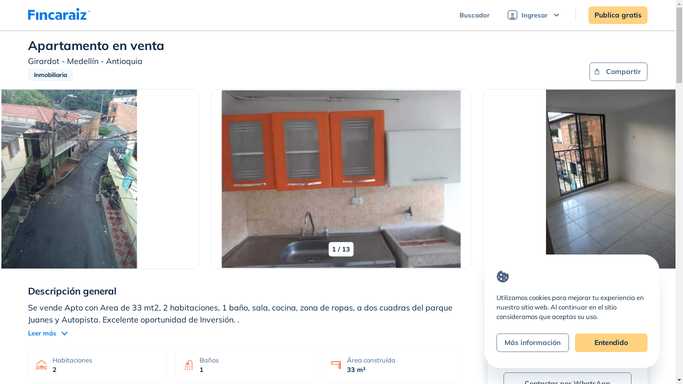 Fincaraíz
Buscador
Ingresar
Publica gratis
Apartamento en venta
Girardot - Medellín - Antioquia
Inmobiliaria
Compartir
1 / 13
Descripción general
Se vende Apto con Area de 33 mt2, 2 habitaciones, 1 baño, sala, cocina, zona de ropas, a dos cuadras del parque
Juanes y Autopista. Excelente oportunidad de Inversión. .
Leer más
Habitaciones
2
Baños
1
Área construída
33 m²
Utilizamos cookies para mejorar tu experiencia en
nuestro sitio web. Al continuar en el sitio
consideramos que aceptas su uso.
Más información
Entendido
Contactar por WhatsApp